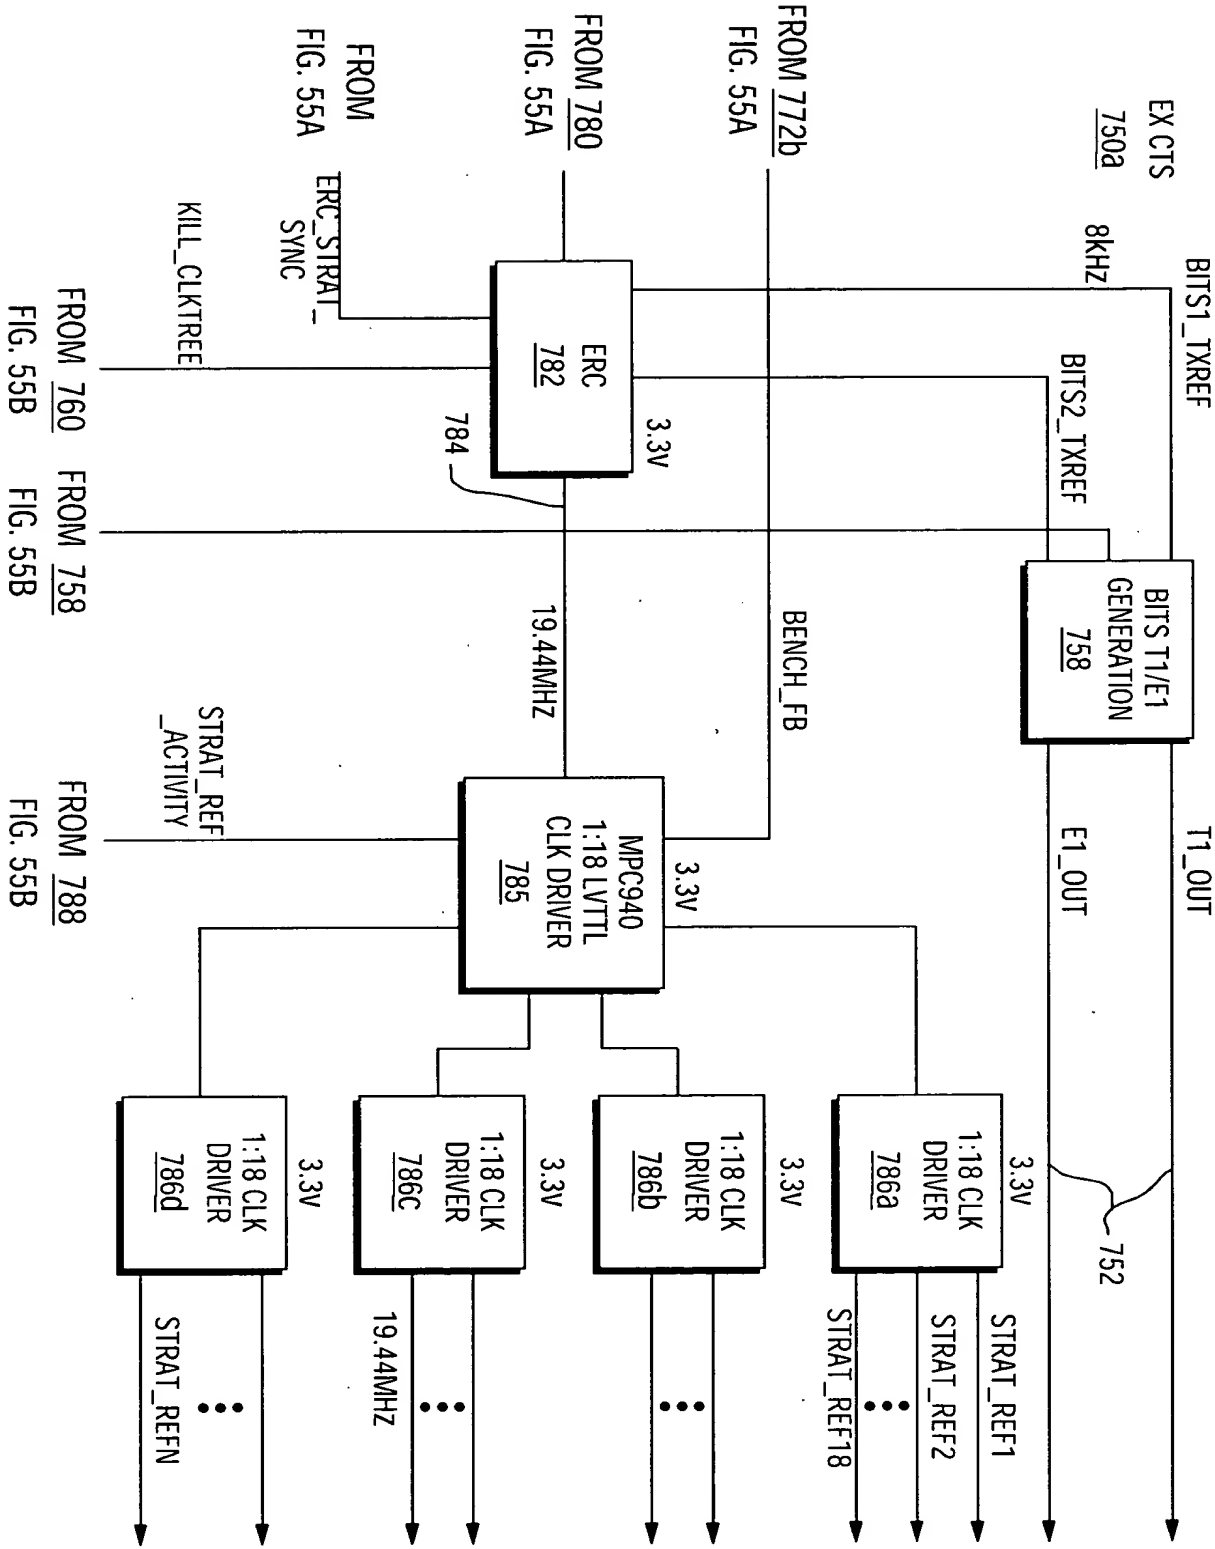 EX CTS
750a
BITS1_TXREF
8kHz
BITS2_TXREF
BITS T1/E1
GENERATION
758
T1_OUT
E1_OUT
752
FROM 772b
FIG. 55A
BENCH_FB
FROM 780
FIG. 55A
ERC
782
3.3v
784
19.44MHZ
FROM
FIG. 55A
ERC_STRAT_
SYNC
KILL_CLKTREE
FROM 760
FIG. 55B
FROM 758
FIG. 55B
MPC940
1:18 LVTTL
CLK DRIVER
785
3.3v
STRAT_REF
_ACTIVITY
FROM 788
FIG. 55B
3.3v
1:18 CLK
DRIVER
786a
STRAT_REF1
STRAT_REF2
STRAT_REF18
3.3v
1:18 CLK
DRIVER
786b
3.3v
1:18 CLK
DRIVER
786c
19.44MHZ
3.3v
1:18 CLK
DRIVER
786d
STRAT_REFN